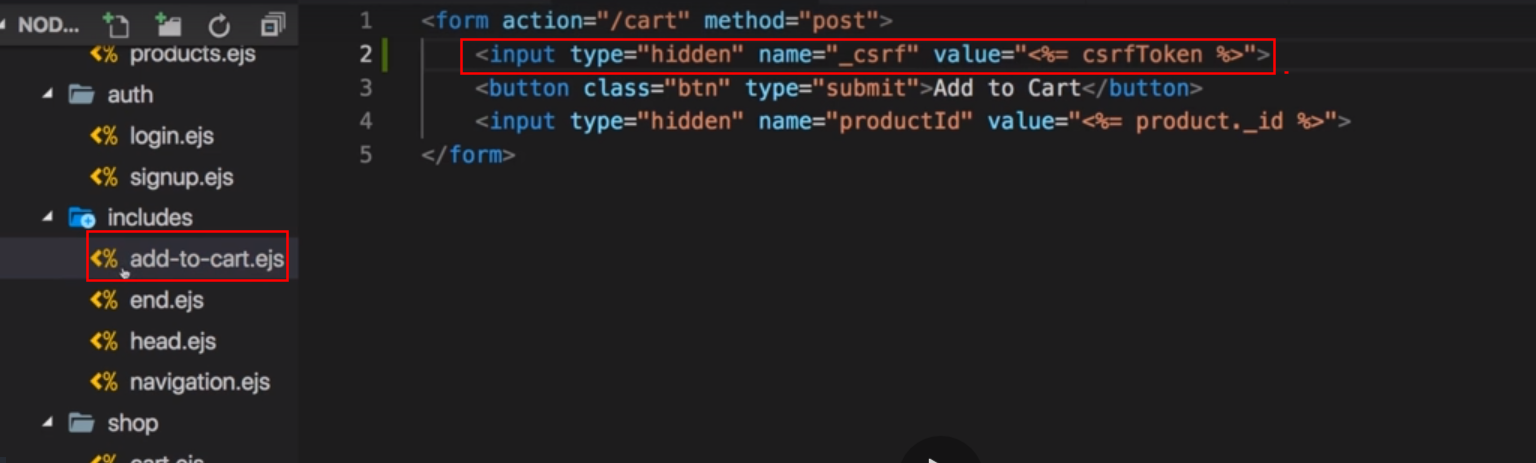 NOD...
products.ejs
auth
login.ejs
signup.ejs
includes
add-to-cart.ejs
end.ejs
head.ejs
navigation.ejs
shop
cart.ejs
1 <form action="/cart" method="post">
2 <input type="hidden" name="_csrf" value="<%= csrfToken %>">
3 <button class="btn" type="submit">Add to Cart</button>
4 <input type="hidden" name="productId" value="<%= product._id %>">
5 </form>